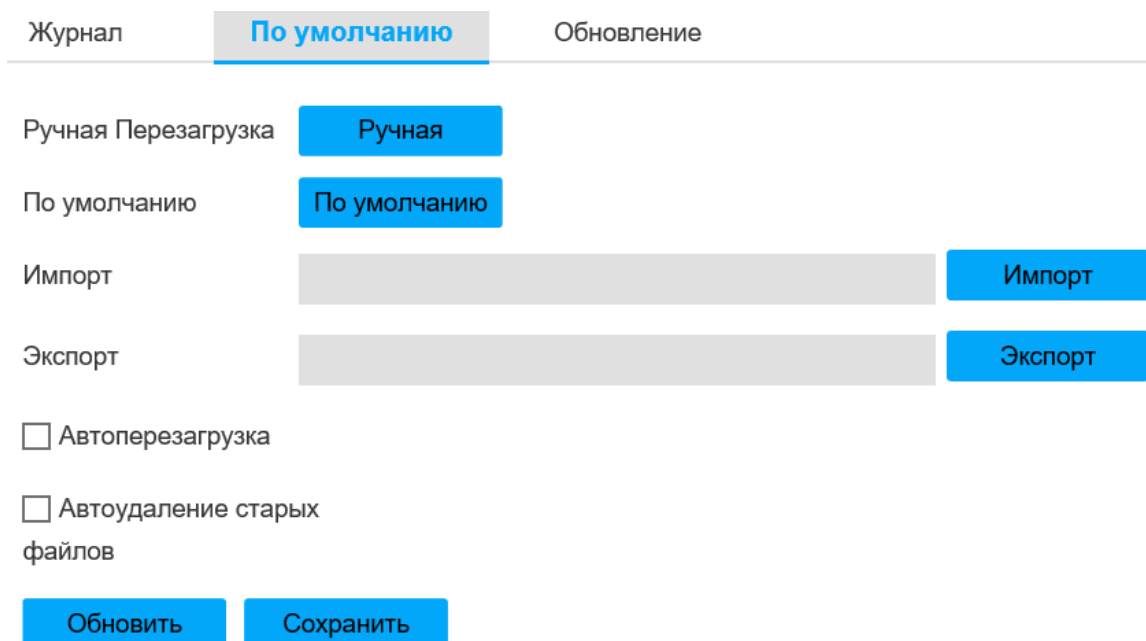 Журнал По умолчанию Обновление
Ручная Перезагрузка Ручная
По умолчанию По умолчанию
Импорт Импорт
Экспорт Экспорт
Автоперезагрузка
Автоудаление старых
файлов
Обновить Сохранить